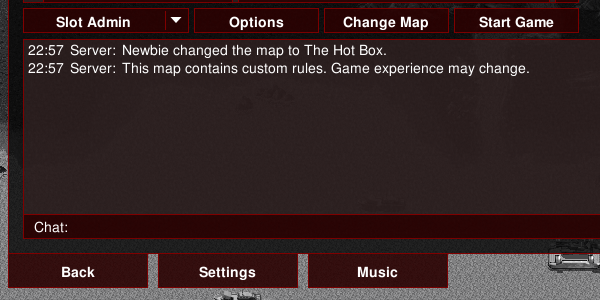 Slot Admin Options Change Map Start Game
22:57 Server: Newbie changed the map to The Hot Box.
22:57 Server: This map contains custom rules. Game experience may change.
Chat:
Back Settings Music